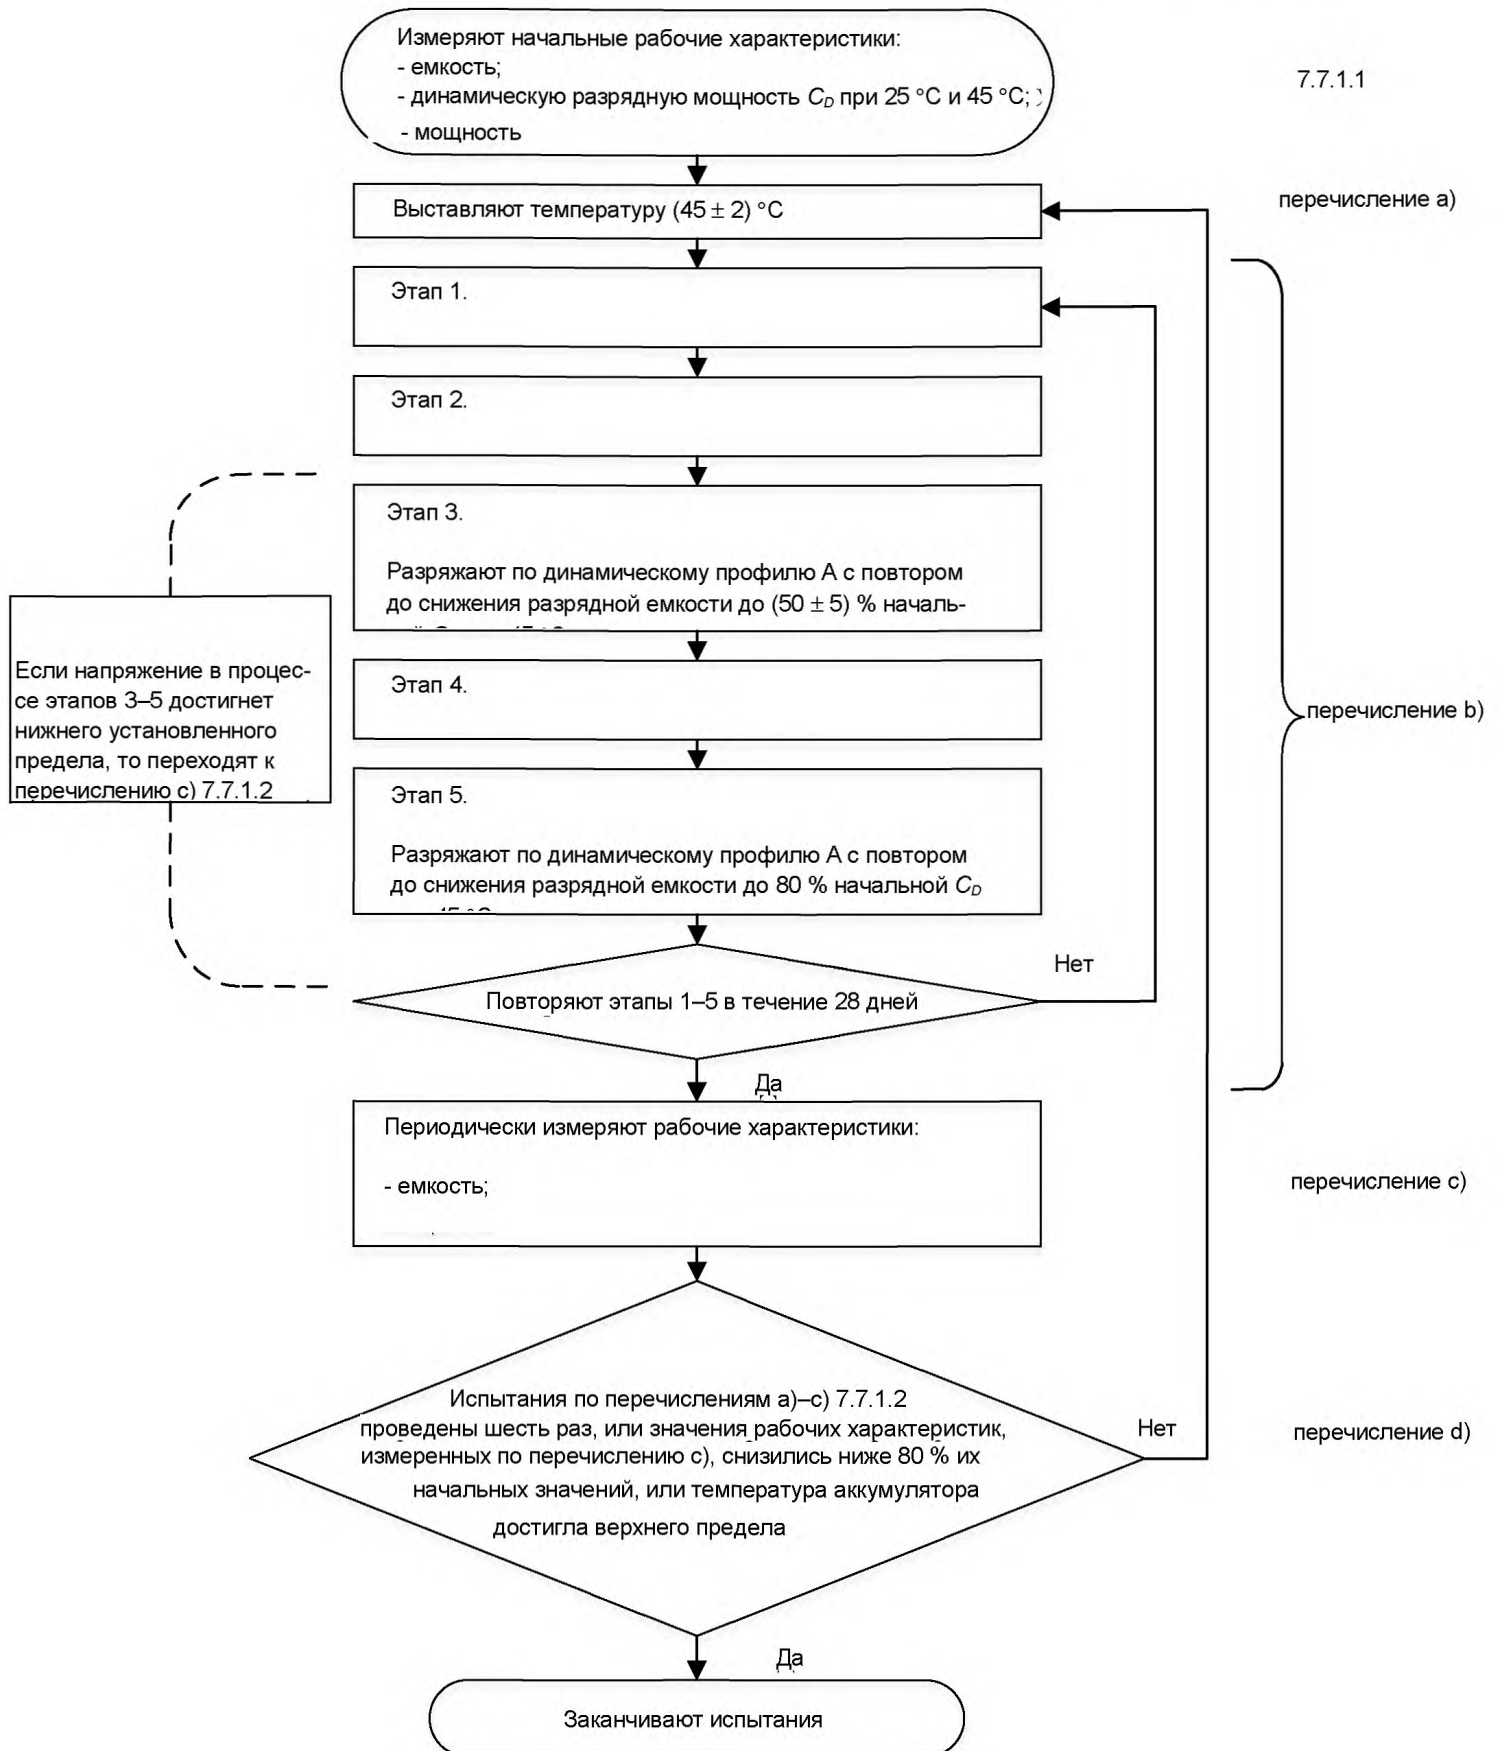 Измеряют начальные рабочие характеристики:
- емкость;
- динамическую разрядную мощность C_D при 25 °C и 45 °C;
- мощность
7.7.1.1
Выставляют температуру (45 ± 2) °C
перечисление a)
Этап 1.
Этап 2.
Этап 3.
Разряжают по динамическому профилю А с повтором
до снижения разрядной емкости до (50 ± 5) % началь-
Если напряжение в процес-
се этапов 3–5 достигнет
нижнего установленного
предела, то переходят к
перечислению c) 7.7.1.2
Этап 4.
перечисление b)
Этап 5.
Разряжают по динамическому профилю А с повтором
до снижения разрядной емкости до 80 % начальной C_D
Нет
Повторяют этапы 1–5 в течение 28 дней
Да
Периодически измеряют рабочие характеристики:
- емкость;
перечисление c)
Испытания по перечислениям a)–c) 7.7.1.2
проведены шесть раз, или значения рабочих характеристик,
измеренных по перечислению c), снизились ниже 80 % их
начальных значений, или температура аккумулятора
достигла верхнего предела
Нет
перечисление d)
Да
Заканчивают испытания